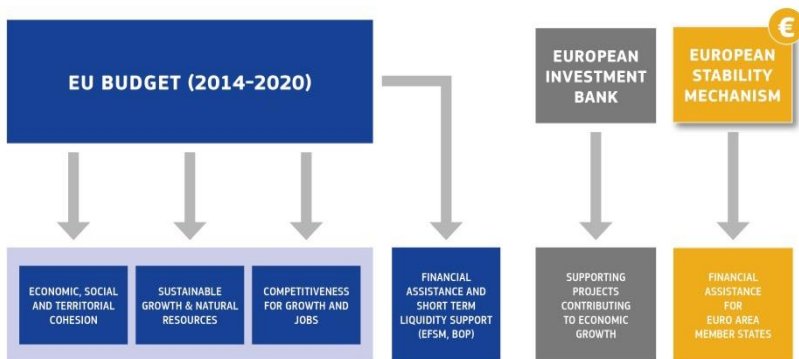 EU BUDGET (2014-2020)
EUROPEAN
INVESTMENT
BANK
€
EUROPEAN
STABILITY
MECHANISM
ECONOMIC, SOCIAL
AND TERRITORIAL
COHESION
SUSTAINABLE
GROWTH & NATURAL
RESOURCES
COMPETITIVENESS
FOR GROWTH AND
JOBS
FINANCIAL
ASSISTANCE AND
SHORT TERM
LIQUIDITY SUPPORT
(EFSM, BOP)
SUPPORTING
PROJECTS
CONTRIBUTING
TO ECONOMIC
GROWTH
FINANCIAL
ASSISTANCE
FOR
EURO AREA
MEMBER STATES